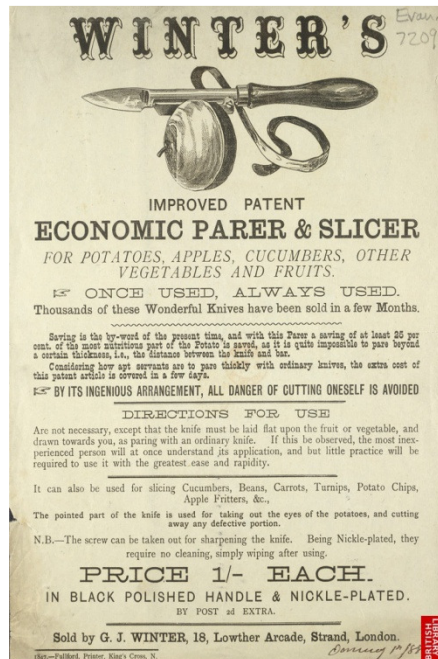 Evan.
7209
WINTER'S
IMPROVED PATENT
ECONOMIC PARER & SLICER
FOR POTATOES, APPLES, CUCUMBERS, OTHER
VEGETABLES AND FRUITS.
☞ ONCE USED, ALWAYS USED.
Thousands of these Wonderful Knives have been sold in a few Months.
Saving is the by-word of the present time, and with this Parer a saving of at least 25 per
cent. of the most nutritious part of the Potato is saved, as it is quite impossible to pare beyond
a certain thickness, i.e., the distance between the knife and bar.
Considering how apt servants are to pare thickly with ordinary knives, the extra cost of
this patent article is covered in a few days.
☞ BY ITS INGENIOUS ARRANGEMENT, ALL DANGER OF CUTTING ONESELF IS AVOIDED
DIRECTIONS FOR USE
Are not necessary, except that the knife must be laid flat upon the fruit or vegetable, and
drawn towards you, as paring with an ordinary knife. If this be observed, the most inex-
perienced person will at once understand its application, and but little practice will be
required to use it with the greatest ease and rapidity.
It can also be used for slicing Cucumbers, Beans, Carrots, Turnips, Potato Chips,
Apple Fritters, &c.,
The pointed part of the knife is used for taking out the eyes of the potatoes, and cutting
away any defective portion.
N.B.—The screw can be taken out for sharpening the knife. Being Nickle-plated, they
require no cleaning, simply wiping after using.
PRICE 1/- EACH.
IN BLACK POLISHED HANDLE & NICKLE-PLATED.
BY POST 2d EXTRA.
Sold by G. J. WINTER, 18, Lowther Arcade, Strand, London.
Printer, King's Cross, N.
BRITISH
LIBRARY